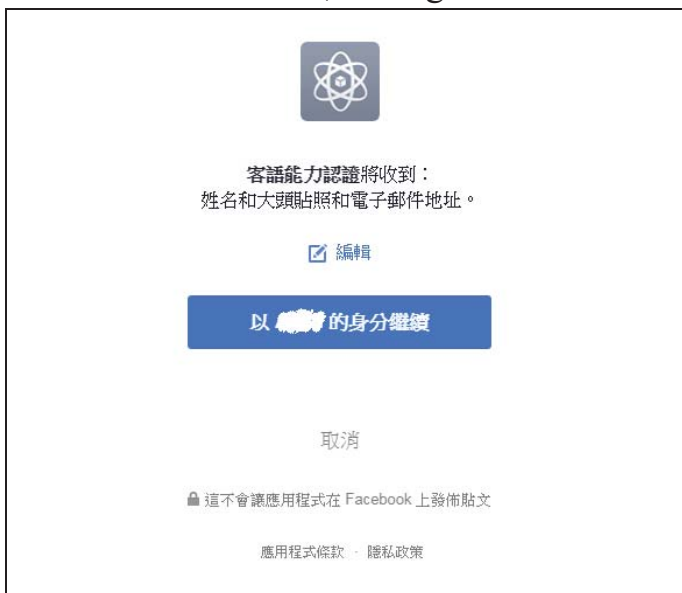 客語能力認證將收到：
姓名和大頭貼照和電子郵件地址。
編輯
以 的身分繼續
取消
這不會讓應用程式在 Facebook 上發佈貼文
應用程式條款 · 隱私政策